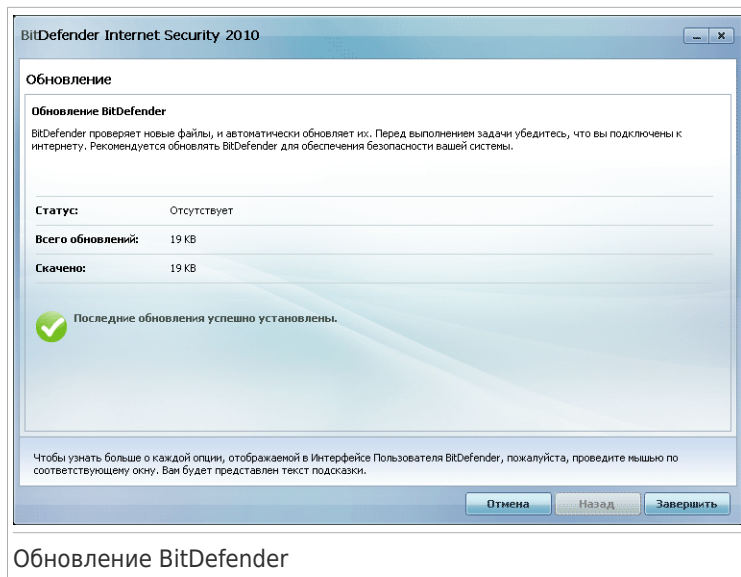 BitDefender Internet Security 2010
Обновление
Обновление BitDefender
BitDefender проверяет новые файлы, и автоматически обновляет их. Перед выполнением задачи убедитесь, что вы подключены к
интернету. Рекомендуется обновлять BitDefender для обеспечения безопасности вашей системы.
Статус: Отсутствует
Всего обновлений: 19 KB
Скачено: 19 KB
Последние обновления успешно установлены.
Чтобы узнать больше о каждой опции, отображаемой в Интерфейсе Пользователя BitDefender, пожалуйста, проведите мышью по
соответствующему окну. Вам будет представлен текст подсказки.
Отмена Назад Завершить
Обновление BitDefender